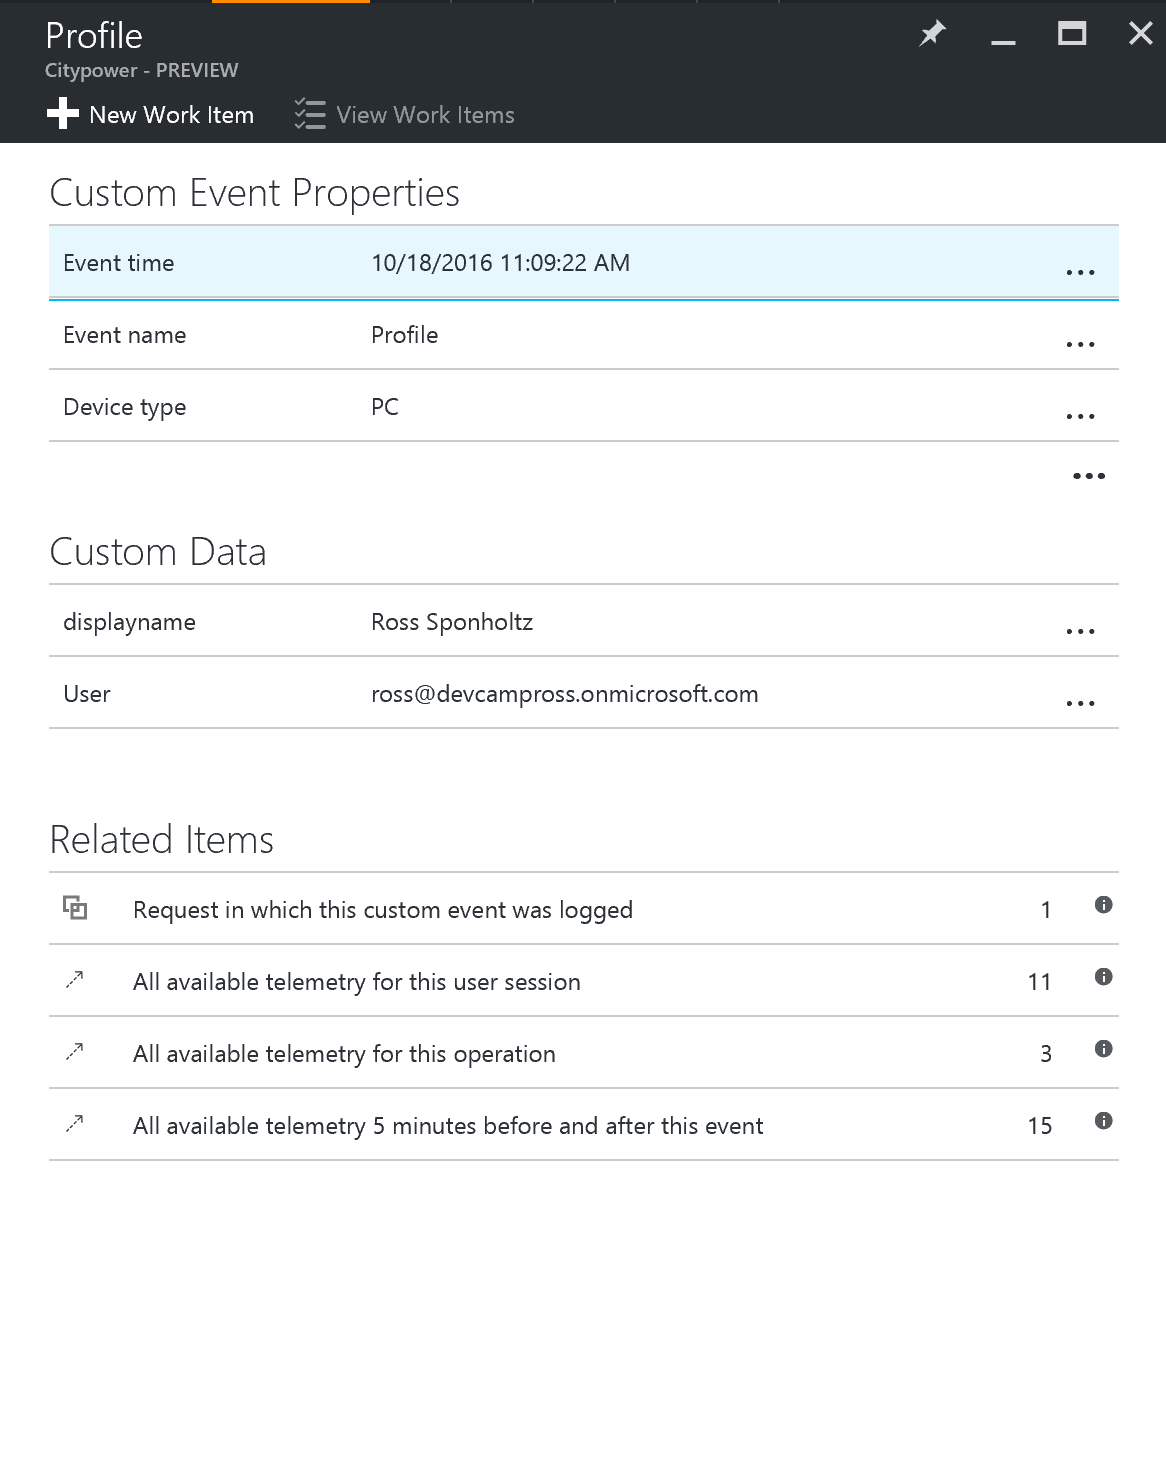 Profile
Citypower - PREVIEW
New Work Item View Work Items
Custom Event Properties
Event time 10/18/2016 11:09:22 AM ...
Event name Profile ...
Device type PC ...
...
Custom Data
displayname Ross Sponholtz ...
User ross@devcampross.onmicrosoft.com ...
Related Items
Request in which this custom event was logged 1
All available telemetry for this user session 11
All available telemetry for this operation 3
All available telemetry 5 minutes before and after this event 15